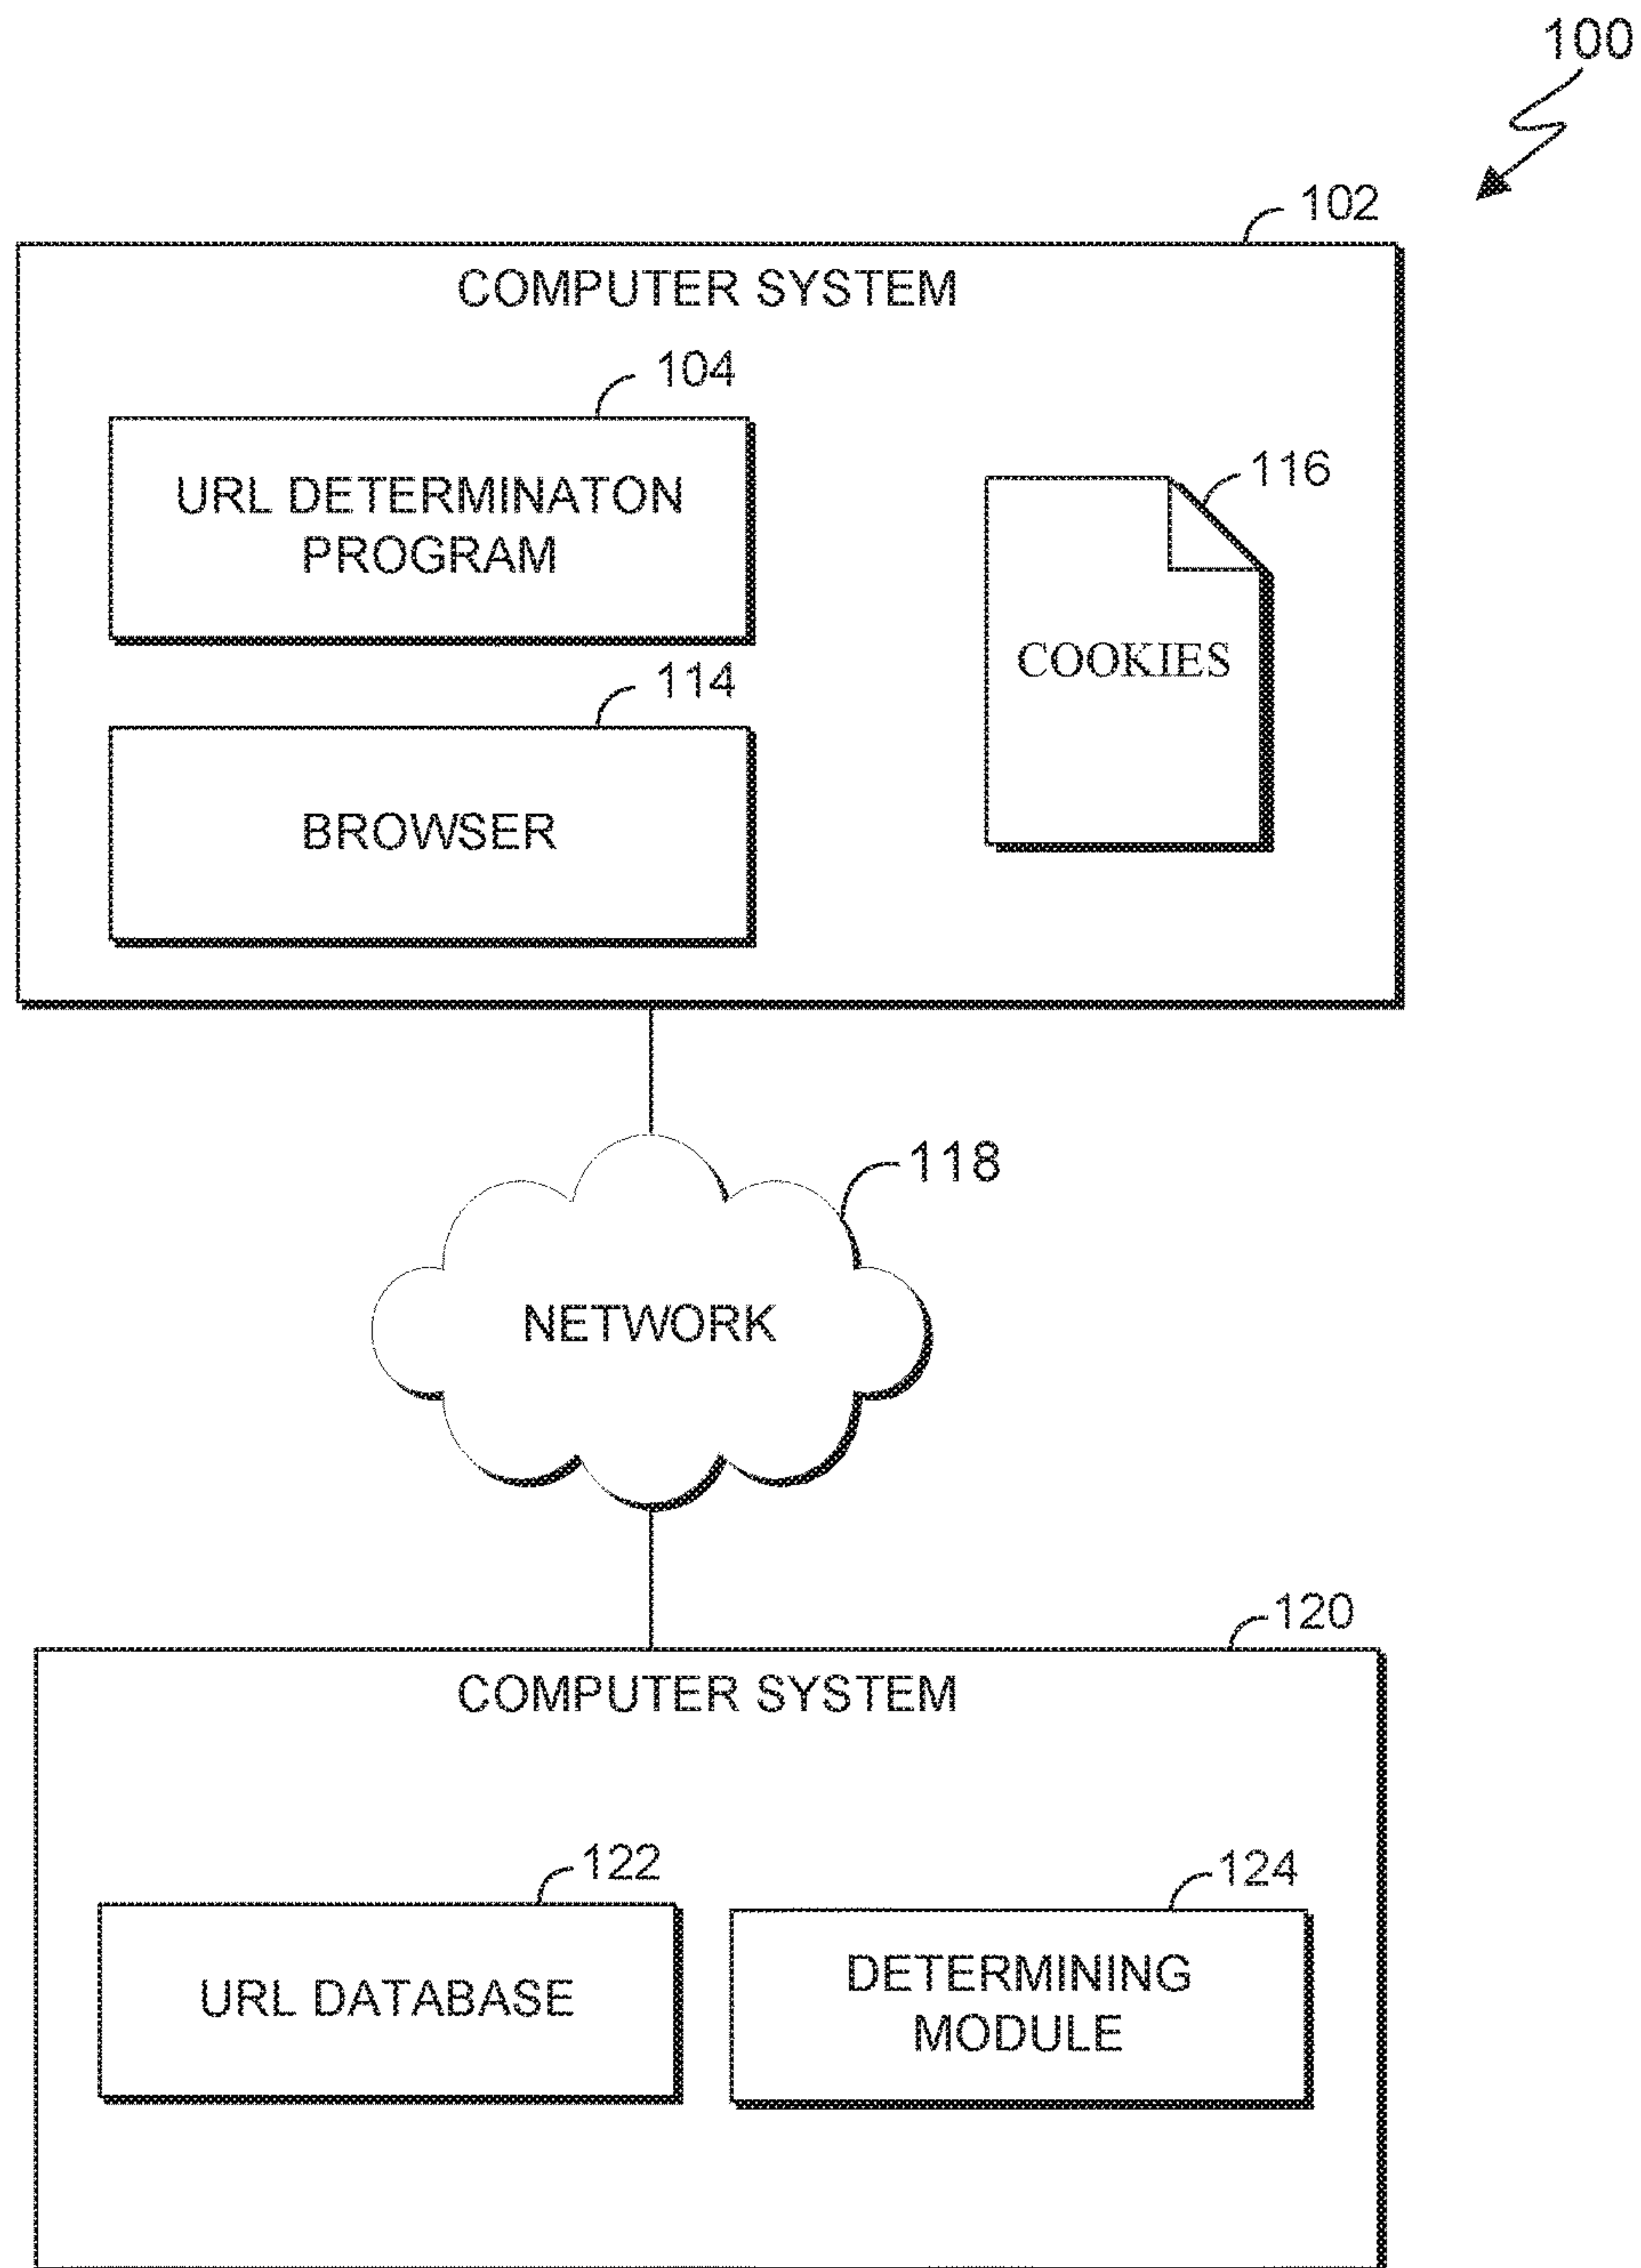 100
102
COMPUTER SYSTEM
104
URL DETERMINATON
PROGRAM
116
COOKIES
114
BROWSER
118
NETWORK
120
COMPUTER SYSTEM
122
URL DATABASE
124
DETERMINING
MODULE